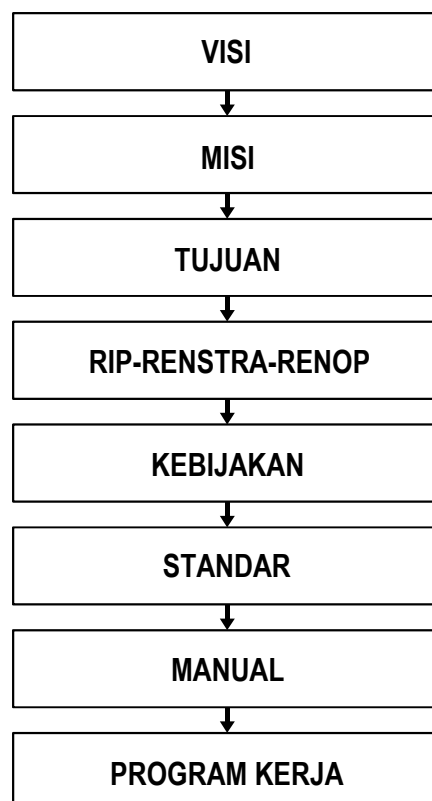 VISI
MISI
TUJUAN
RIP-RENSTRA-RENOP
KEBIJAKAN
STANDAR
MANUAL
PROGRAM KERJA